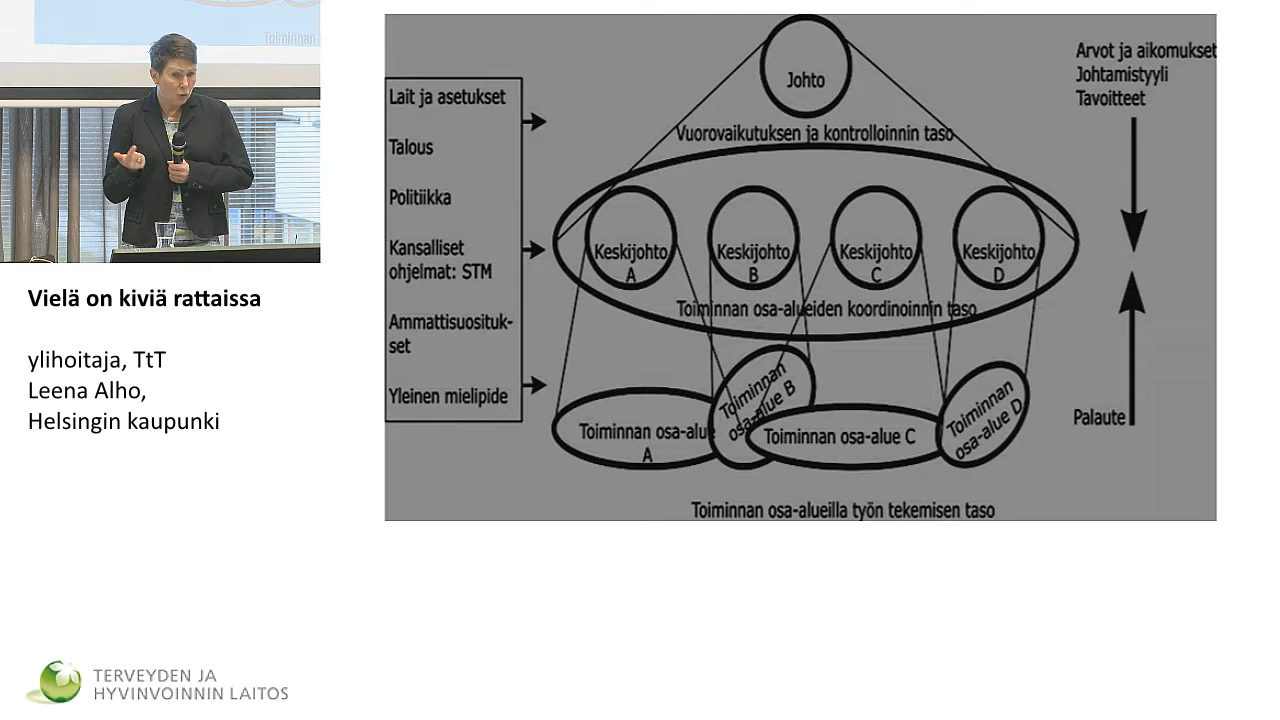 Toiminnan
Vielä on kiviä rattaissa
ylihoitaja, TtT
Leena Alho,
Helsingin kaupunki
TERVEYDEN JA
HYVINVOINNIN LAITOS
Lait ja asetukset
Talous
Politiikka
Kansalliset
ohjelmat: STM
Ammattisuosituk-
set
Yleinen mielipide
Johto
Vuorovaikutuksen ja kontrolloinnin taso
Keskijohto
A
Keskijohto
B
Keskijohto
C
Keskijohto
D
Toiminnan osa-alueiden koordinoinnin taso
Toiminnan osa-alue
A
Toiminnan
osa-alue B
Toiminnan osa-alue C
Toiminnan
osa-alue D
Toiminnan osa-alueilla työn tekemisen taso
Arvot ja aikomukset
Johtamistyyli
Tavoitteet
Palaute